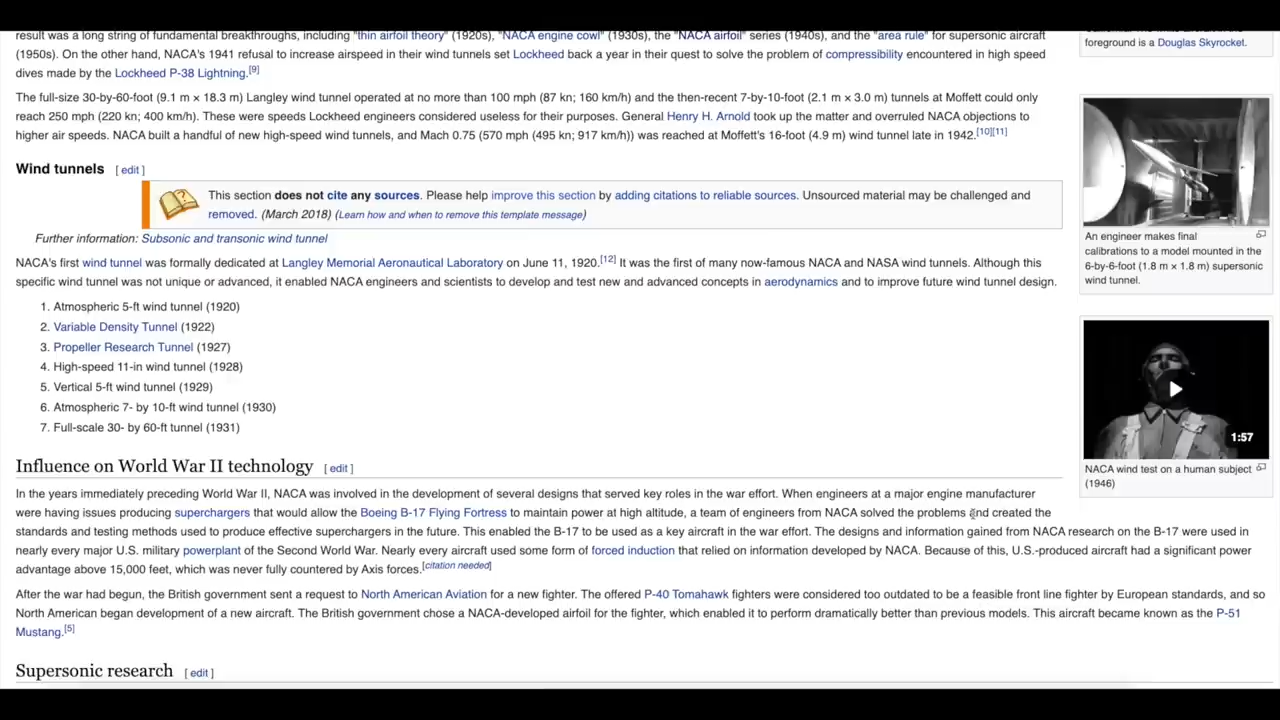 result was a long string of fundamental breakthroughs, including "thin airfoil theory" (1920s), "NACA engine cowl" (1930s), the "NACA airfoil" series (1940s), and the "area rule" for supersonic aircraft
(1950s). On the other hand, NACA's 1941 refusal to increase airspeed in their wind tunnels set Lockheed back a year in their quest to solve the problem of compressibility encountered in high speed
dives made by the Lockheed P-38 Lightning.[9]
The full-size 30-by-60-foot (9.1 m × 18.3 m) Langley wind tunnel operated at no more than 100 mph (87 kn; 160 km/h) and the then-recent 7-by-10-foot (2.1 m × 3.0 m) tunnels at Moffett could only
reach 250 mph (220 kn; 400 km/h). These were speeds Lockheed engineers considered useless for their purposes. General Henry H. Arnold took up the matter and overruled NACA objections to
higher air speeds. NACA built a handful of new high-speed wind tunnels, and Mach 0.75 (570 mph (495 kn; 917 km/h)) was reached at Moffett's 16-foot (4.9 m) wind tunnel late in 1942.[10][11]
Wind tunnels [ edit ]
This section does not cite any sources. Please help improve this section by adding citations to reliable sources. Unsourced material may be challenged and
removed. (March 2018) (Learn how and when to remove this template message)
Further information: Subsonic and transonic wind tunnel
NACA's first wind tunnel was formally dedicated at Langley Memorial Aeronautical Laboratory on June 11, 1920.[12] It was the first of many now-famous NACA and NASA wind tunnels. Although this
specific wind tunnel was not unique or advanced, it enabled NACA engineers and scientists to develop and test new and advanced concepts in aerodynamics and to improve future wind tunnel design.
1. Atmospheric 5-ft wind tunnel (1920)
2. Variable Density Tunnel (1922)
3. Propeller Research Tunnel (1927)
4. High-speed 11-in wind tunnel (1928)
5. Vertical 5-ft wind tunnel (1929)
6. Atmospheric 7- by 10-ft wind tunnel (1930)
7. Full-scale 30- by 60-ft tunnel (1931)
Influence on World War II technology [ edit ]
In the years immediately preceding World War II, NACA was involved in the development of several designs that served key roles in the war effort. When engineers at a major engine manufacturer
were having issues producing superchargers that would allow the Boeing B-17 Flying Fortress to maintain power at high altitude, a team of engineers from NACA solved the problems and created the
standards and testing methods used to produce effective superchargers in the future. This enabled the B-17 to be used as a key aircraft in the war effort. The designs and information gained from NACA research on the B-17 were used in
nearly every major U.S. military powerplant of the Second World War. Nearly every aircraft used some form of forced induction that relied on information developed by NACA. Because of this, U.S.-produced aircraft had a significant power
advantage above 15,000 feet, which was never fully countered by Axis forces.[citation needed]
After the war had begun, the British government sent a request to North American Aviation for a new fighter. The offered P-40 Tomahawk fighters were considered too outdated to be a feasible front line fighter by European standards, and so
North American began development of a new aircraft. The British government chose a NACA-developed airfoil for the fighter, which enabled it to perform dramatically better than previous models. This aircraft became known as the P-51
Mustang.[5]
Supersonic research [ edit ]
foreground is a Douglas Skyrocket.
An engineer makes final
calibrations to a model mounted in the
6-by-6-foot (1.8 m × 1.8 m) supersonic
wind tunnel.
1:57
NACA wind test on a human subject
(1946)